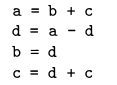 a = b + c
d = a - d
b = d
c = d + c